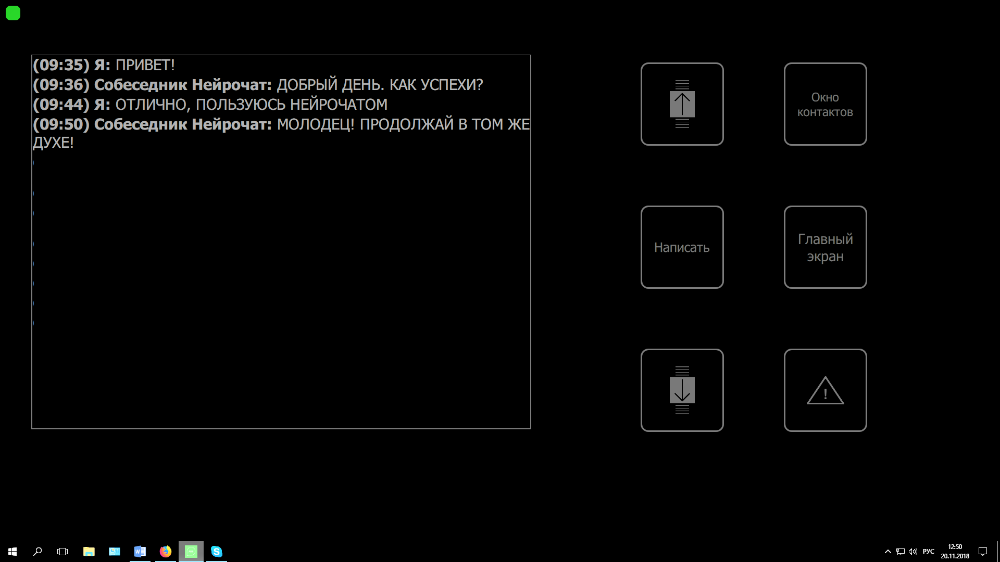 (09:35) Я: ПРИВЕТ!
(09:36) Собеседник Нейрочат: ДОБРЫЙ ДЕНЬ. КАК УСПЕХИ?
(09:44) Я: ОТЛИЧНО, ПОЛЬЗУЮСЬ НЕЙРОЧАТОМ
(09:50) Собеседник Нейрочат: МОЛОДЕЦ! ПРОДОЛЖАЙ В ТОМ ЖЕ
ДУХЕ!
Окно
контактов
Написать
Главный
экран
!
РУС
12:50
20.11.2018